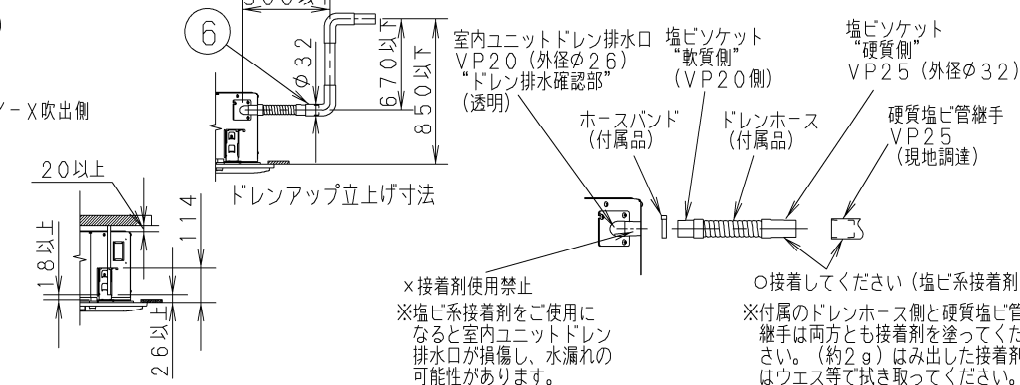 300以下
6
φ32
670以下
850以下
ドレンアップ立上げ寸法
X吹出側
20以上
114
18以上
26以上
室内ユニットドレン排水口
VP20（外径φ26）
“ドレン排水確認部”
（透明）
塩ビソケット
“軟質側”
（VP20側）
塩ビソケット
“硬質側”
VP25（外径φ32）
ホースバンド
（付属品）
ドレンホース
（付属品）
硬質塩ビ管継手
VP25
（現地調達）
×接着剤使用禁止
※塩ビ系接着剤をご使用に
なると室内ユニットドレン
排水口が損傷し、水漏れの
可能性があります。
○接着してください（塩ビ系接着剤
※付属のドレンホース側と硬質塩ビ管
継手は両方とも接着剤を塗ってくだ
さい。（約2g）はみ出した接着剤
はウエス等で拭き取ってください。